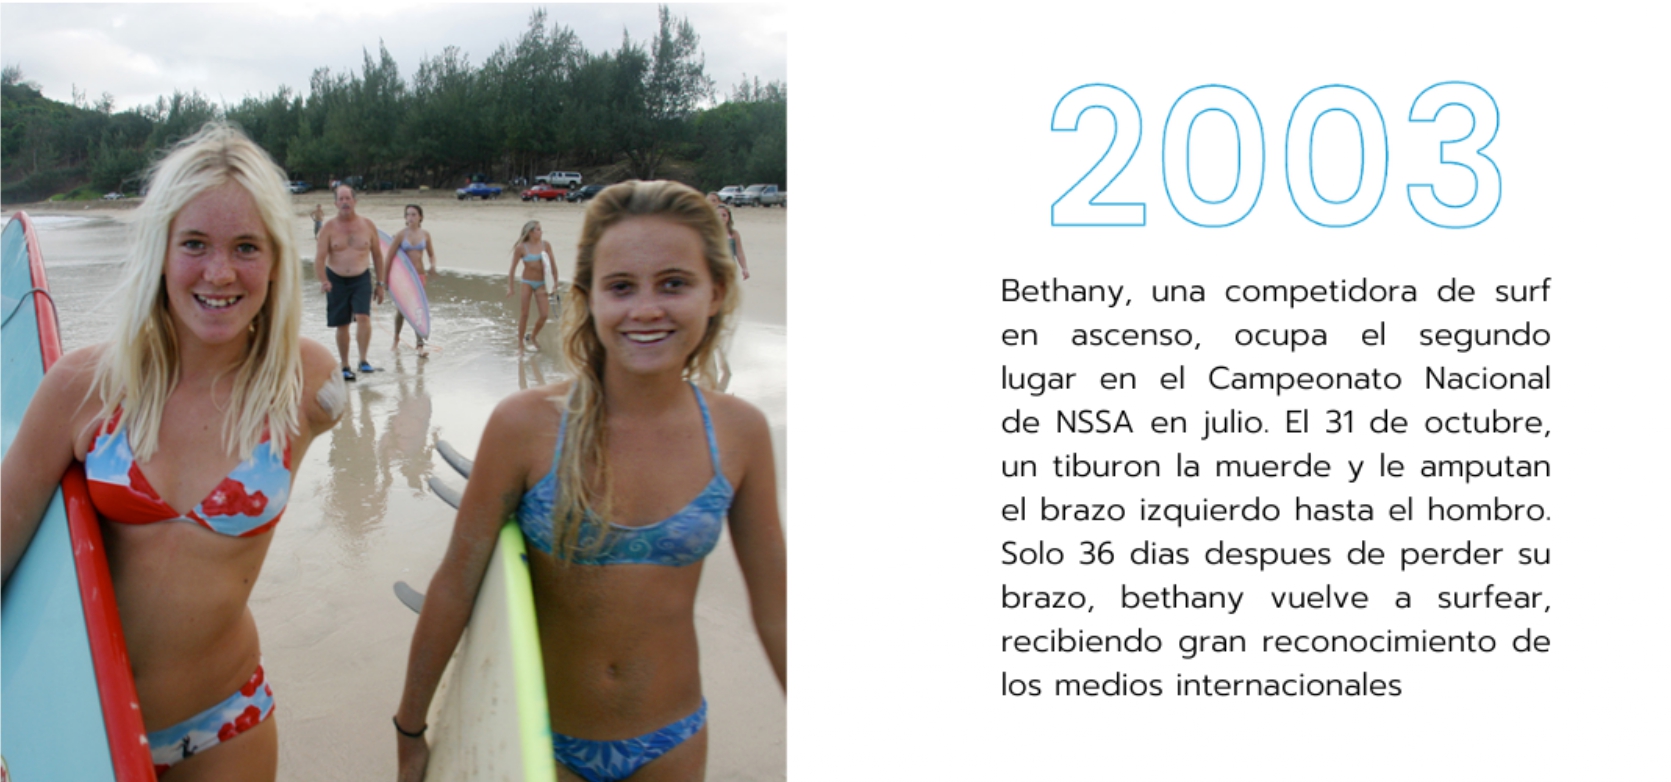 2003
Bethany, una competidora de surf
en ascenso, ocupa el segundo
lugar en el Campeonato Nacional
de NSSA en julio. El 31 de octubre,
un tiburon la muerde y le amputan
el brazo izquierdo hasta el hombro.
Solo 36 dias despues de perder su
brazo, bethany vuelve a surfear,
recibiendo gran reconocimiento de
los medios internacionales